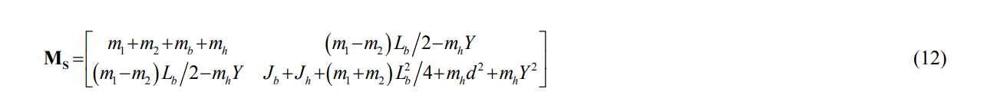 M_S = [ m_1+m_2+m_b+m_h   (m_1−m_2)L_b/2−m_hY
(m_1−m_2)L_b/2−m_hY   J_b+J_h+(m_1+m_2)L_b^2/4+m_hd^2+m_hY^2 ]   (12)